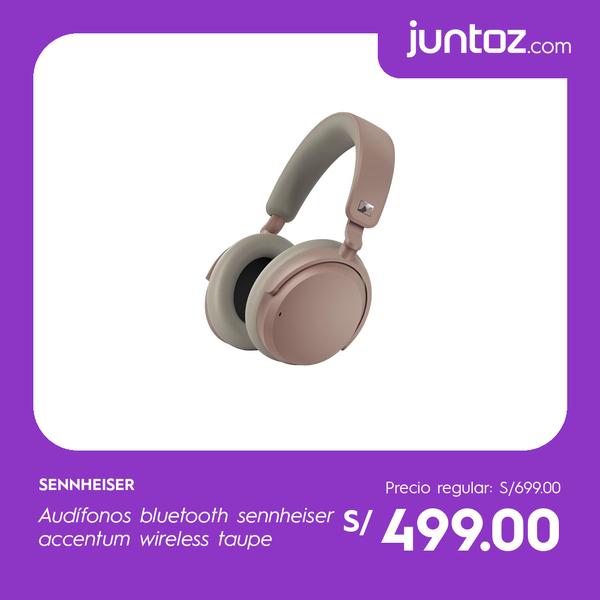 juntoz.com
SENNHEISER
Precio regular: S/699.00
Audífonos bluetooth sennheiser
accentum wireless taupe
S/ 499.00